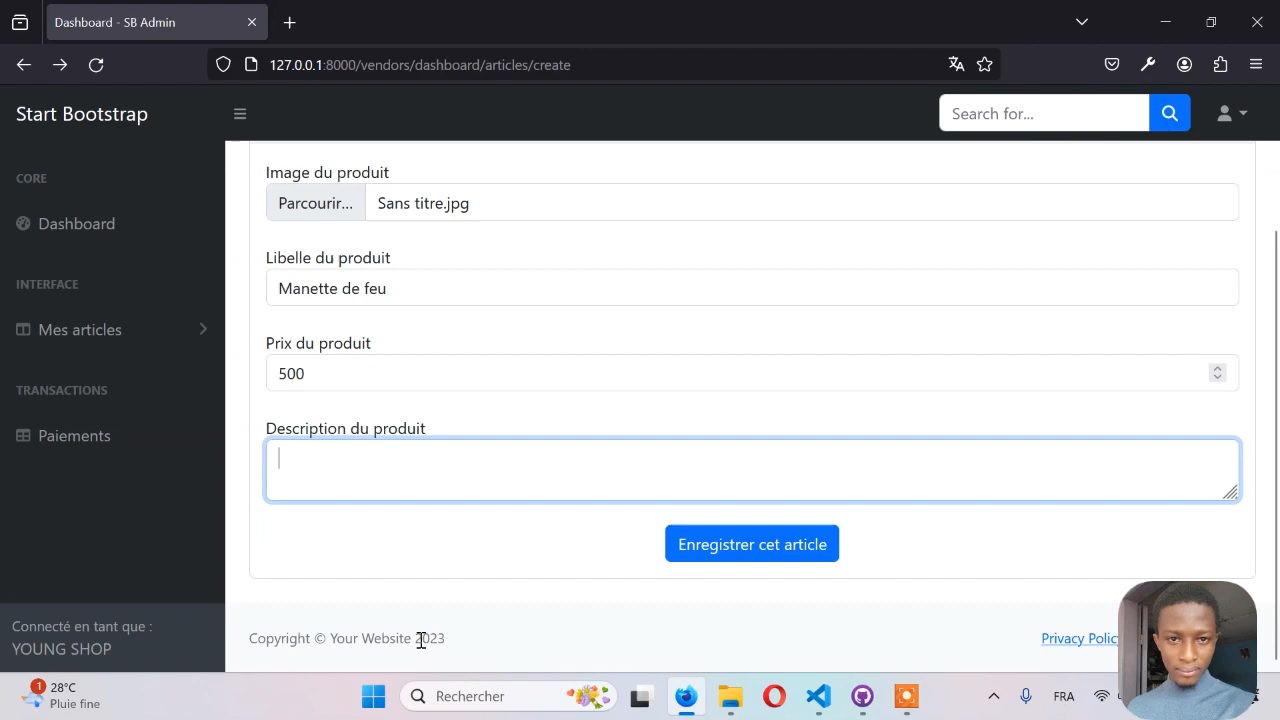 Dashboard - SB Admin
127.0.0.1:8000/vendors/dashboard/articles/create
Start Bootstrap
Search for...
CORE
Dashboard
INTERFACE
Mes articles
TRANSACTIONS
Paiements
Connecté en tant que :
YOUNG SHOP
Image du produit
Parcourir... Sans titre.jpg
Libelle du produit
Manette de feu
Prix du produit
500
Description du produit
Enregistrer cet article
Copyright © Your Website 2023
Privacy Policy
1
28°C
Pluie fine
Rechercher
FRA